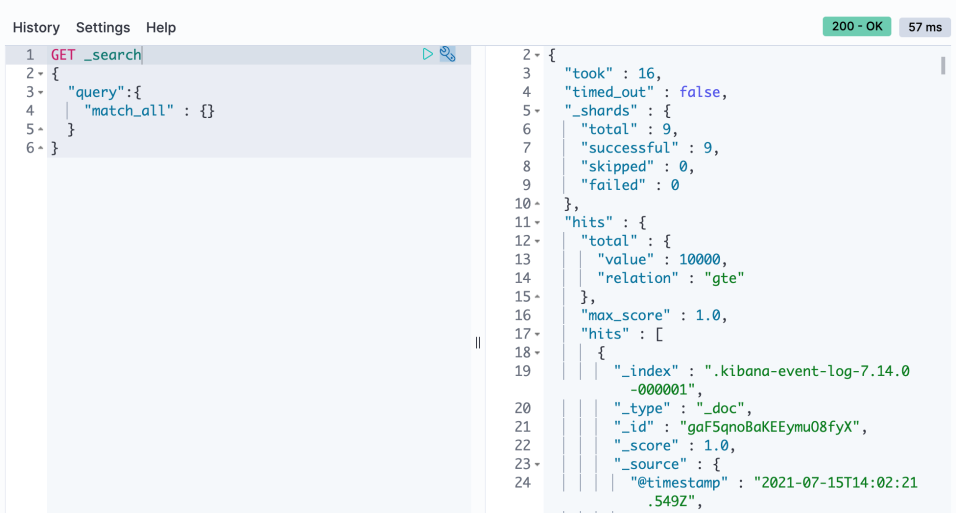 History Settings Help
200 - OK 57 ms
1 GET _search
2 {
3 "query":{
4 "match_all" : {}
5 }
6 }
2 {
3 "took" : 16,
4 "timed_out" : false,
5 "_shards" : {
6 "total" : 9,
7 "successful" : 9,
8 "skipped" : 0,
9 "failed" : 0
10 },
11 "hits" : {
12 "total" : {
13 "value" : 10000,
14 "relation" : "gte"
15 },
16 "max_score" : 1.0,
17 "hits" : [
18 {
19 "_index" : ".kibana-event-log-7.14.0
-000001",
20 "_type" : "_doc",
21 "_id" : "gaF5qnoBaKEEymuO8fyX",
22 "_score" : 1.0,
23 "_source" : {
24 "@timestamp" : "2021-07-15T14:02:21
.549Z",